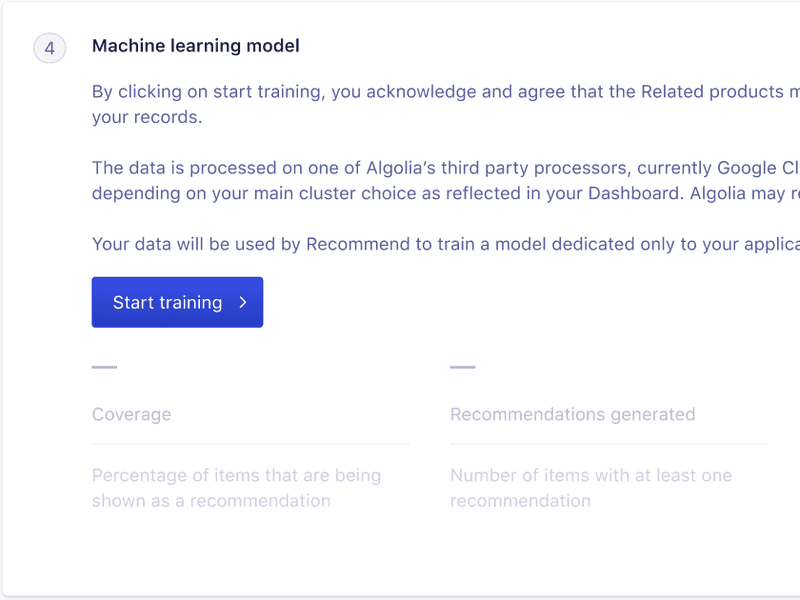 4
Machine learning model
By clicking on start training, you acknowledge and agree that the Related products
your records.
The data is processed on one of Algolia’s third party processors, currently Google
depending on your main cluster choice as reflected in your Dashboard. Algolia may
Your data will be used by Recommend to train a model dedicated only to your
Start training
Coverage
Recommendations generated
Percentage of items that are being
shown as a recommendation
Number of items with at least one
recommendation